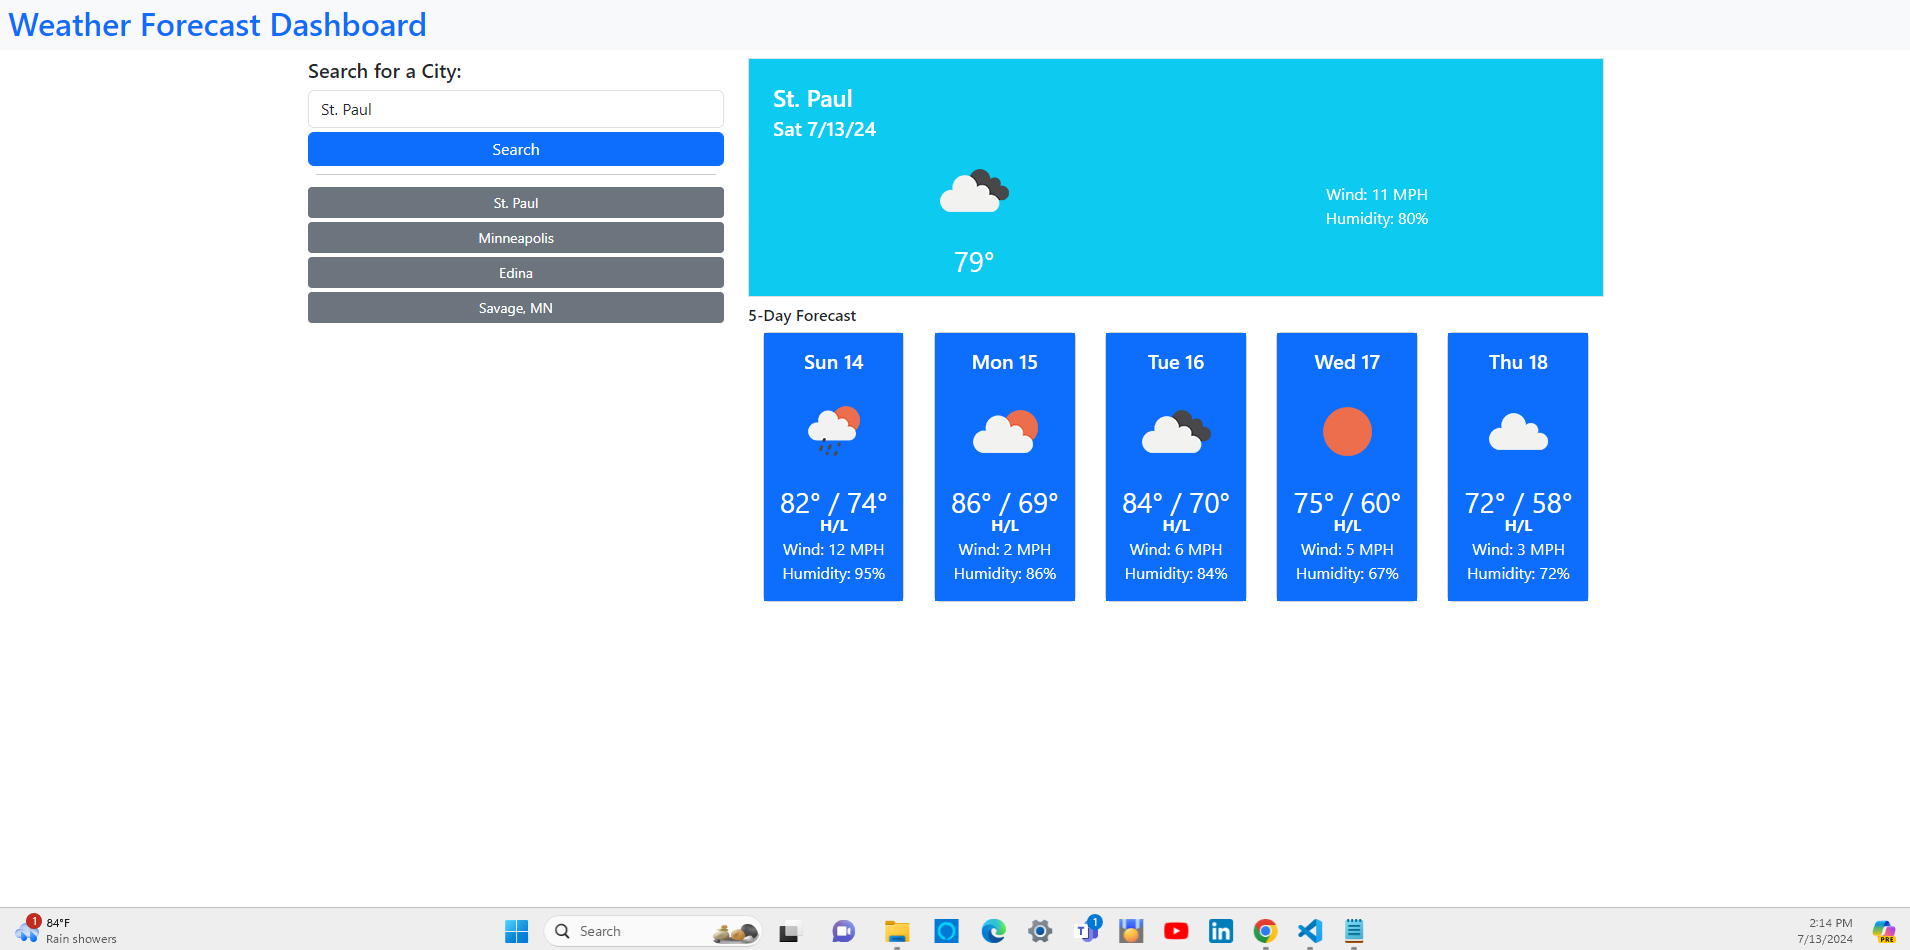 Weather Forecast Dashboard
Search for a City:
St. Paul
Search
St. Paul
Minneapolis
Edina
Savage, MN
St. Paul
Sat 7/13/24
79°
Wind: 11 MPH
Humidity: 80%
5-Day Forecast
Sun 14
82° / 74°
H/L
Wind: 12 MPH
Humidity: 95%
Mon 15
86° / 69°
H/L
Wind: 2 MPH
Humidity: 86%
Tue 16
84° / 70°
H/L
Wind: 6 MPH
Humidity: 84%
Wed 17
75° / 60°
H/L
Wind: 5 MPH
Humidity: 67%
Thu 18
72° / 58°
H/L
Wind: 3 MPH
Humidity: 72%
1
84°F
Rain showers
Search
T
1
in
2:14 PM
7/13/2024
PRE